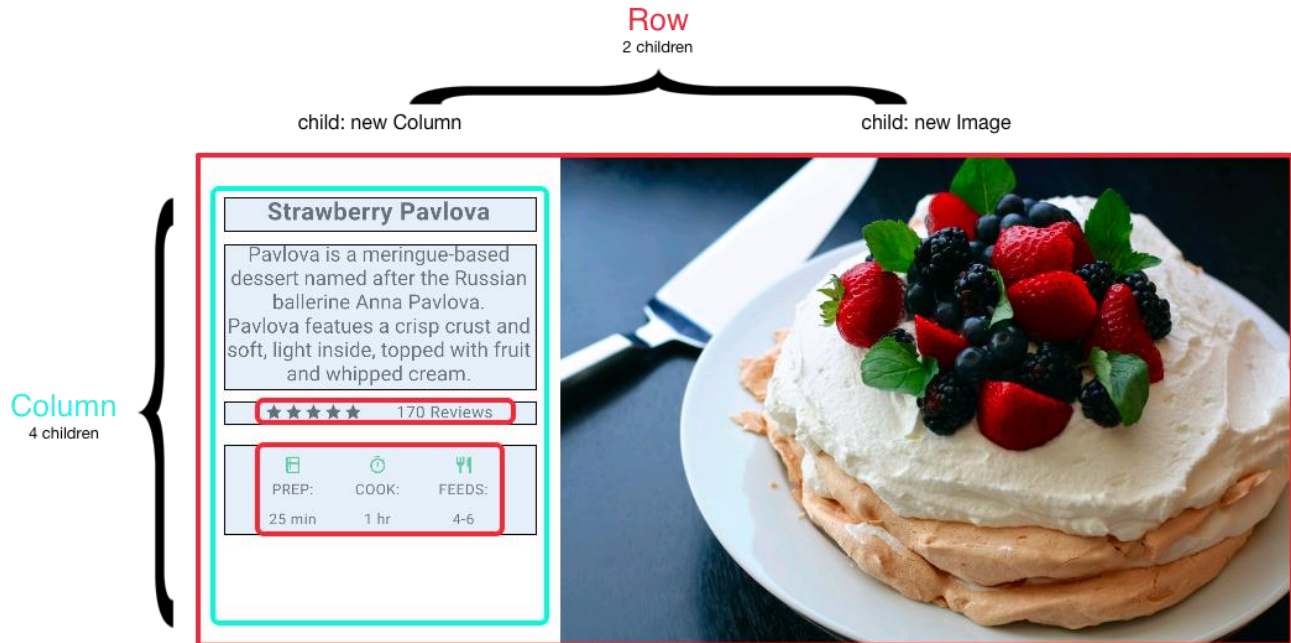 Row
2 children
child: new Column
child: new Image
Column
4 children
Strawberry Pavlova
Pavlova is a meringue-based
dessert named after the Russian
ballerine Anna Pavlova.
Pavlova featues a crisp crust and
soft, light inside, topped with fruit
and whipped cream.
170 Reviews
PREP: COOK: FEEDS:
25 min 1 hr 4-6